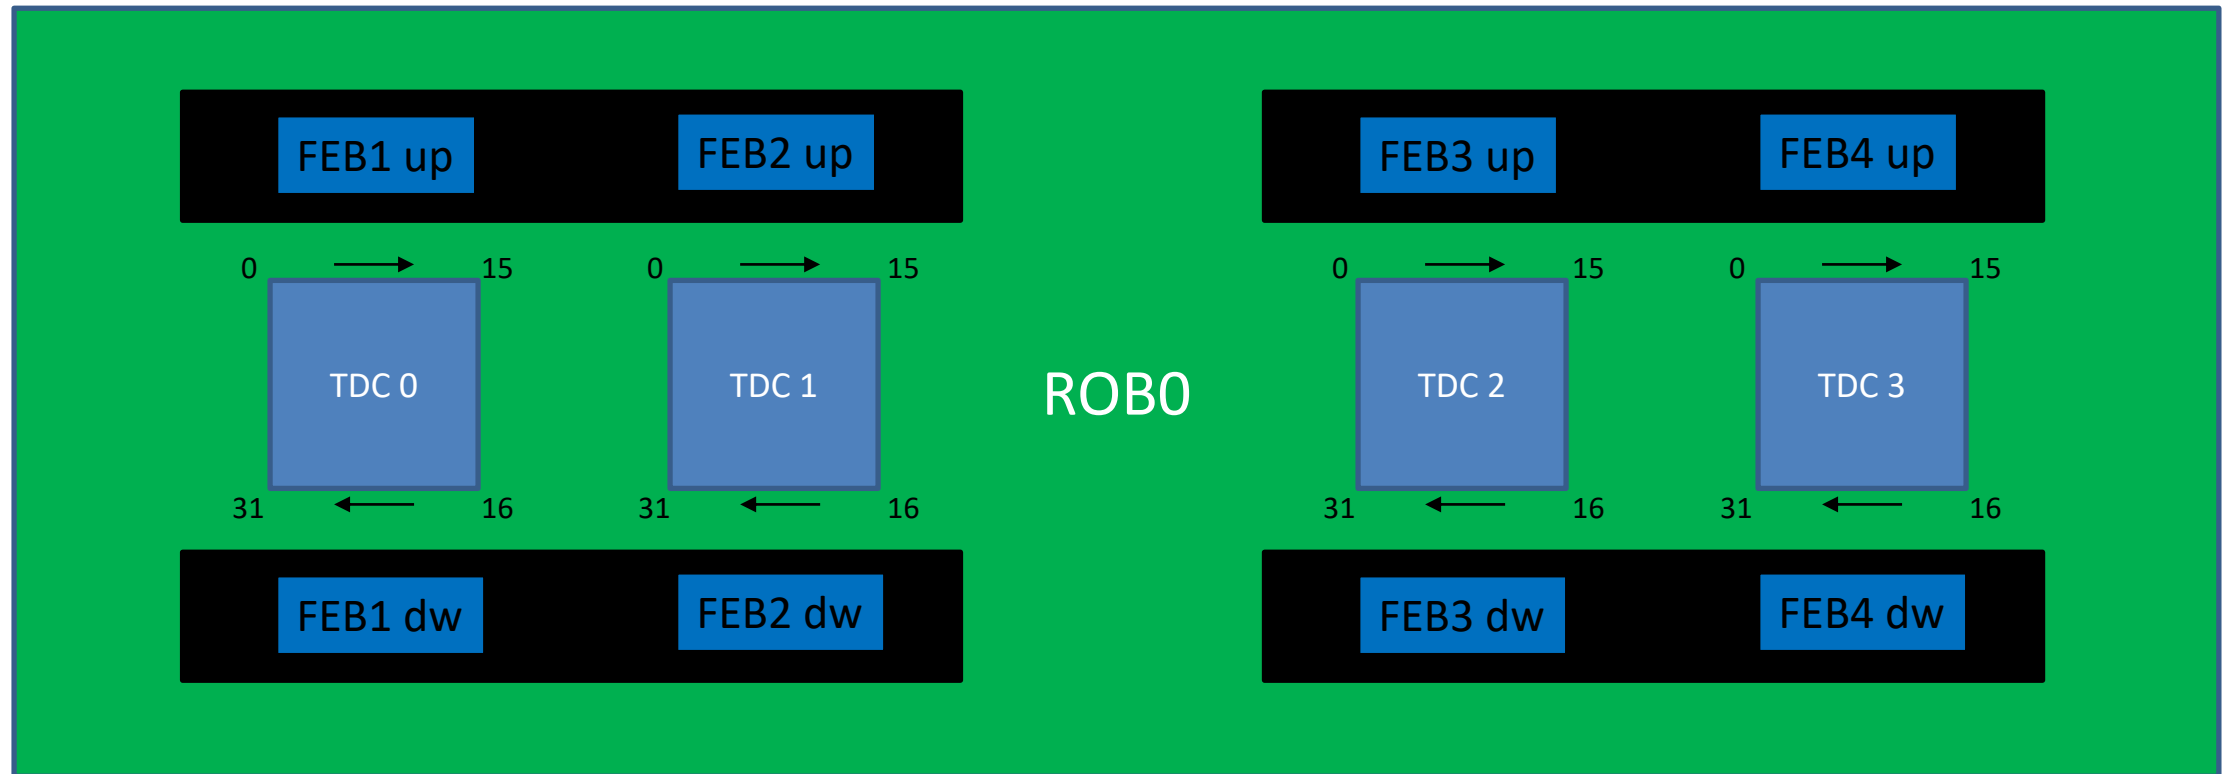 FEB1 up FEB2 up FEB3 up FEB4 up
0 15 0 15 0 15 0 15
TDC 0 TDC 1 ROB0 TDC 2 TDC 3
31 16 31 16 31 16 31 16
FEB1 dw FEB2 dw FEB3 dw FEB4 dw